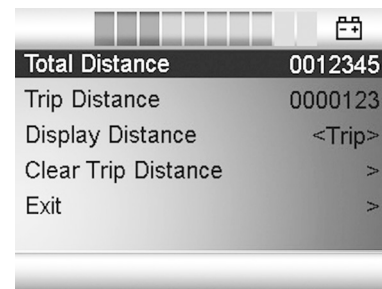 Total Distance 0012345
Trip Distance 0000123
Display Distance <Trip>
Clear Trip Distance >
Exit >